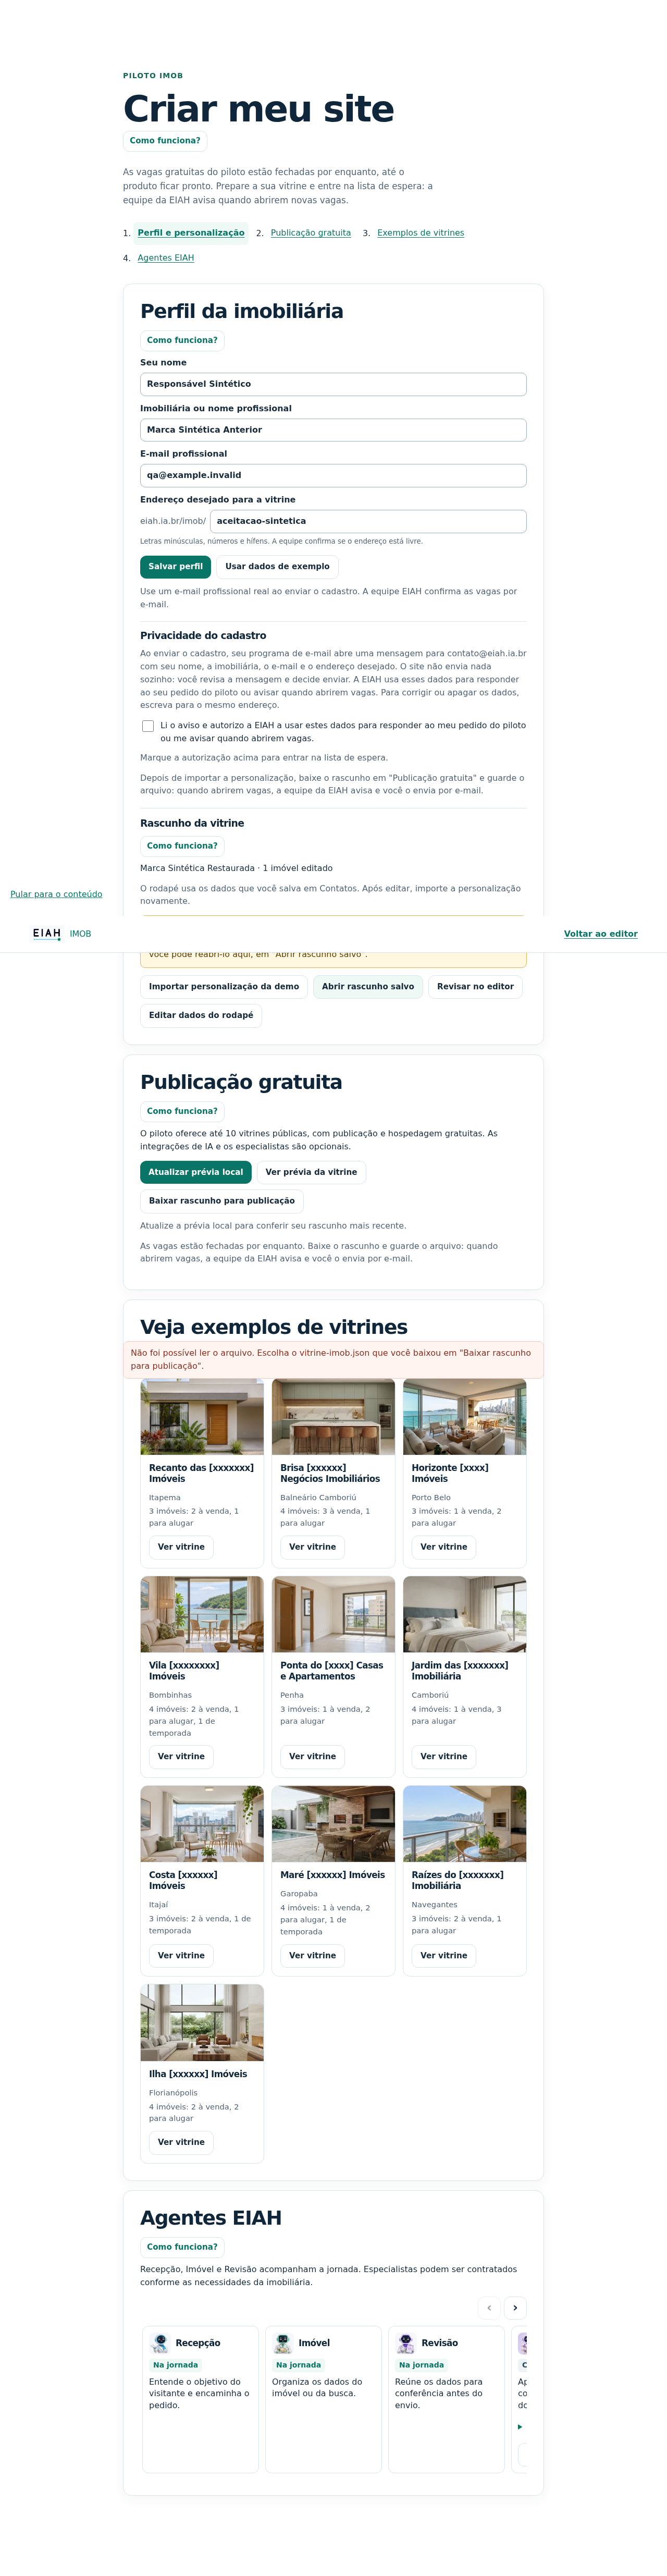 PILOTO IMOB
Criar meu site
Como funciona?
As vagas gratuitas do piloto estão fechadas por enquanto, até o
produto ficar pronto. Prepare a sua vitrine e entre na lista de espera: a
equipe da EIAH avisa quando abrirem novas vagas.
1. Perfil e personalização 2. Publicação gratuita 3. Exemplos de vitrines
4. Agentes EIAH
Perfil da imobiliária
Como funciona?
Seu nome
Responsável Sintético
Imobiliária ou nome profissional
Marca Sintética Anterior
E-mail profissional
qa@example.invalid
Endereço desejado para a vitrine
eiah.ia.br/imob/ aceitacao-sintetica
Letras minúsculas, números e hífens. A equipe confirma se o endereço está livre.
Salvar perfil Usar dados de exemplo
Use um e-mail profissional real ao enviar o cadastro. A equipe EIAH confirma as vagas por
e-mail.
Privacidade do cadastro
Ao enviar o cadastro, seu programa de e-mail abre uma mensagem para contato@eiah.ia.br
com seu nome, a imobiliária, o e-mail e o endereço desejado. O site não envia nada
sozinho: você revisa a mensagem e decide enviar. A EIAH usa esses dados para responder
ao seu pedido do piloto ou avisar quando abrirem vagas. Para corrigir ou apagar os dados,
escreva para o mesmo endereço.
Li o aviso e autorizo a EIAH a usar estes dados para responder ao meu pedido do piloto
ou me avisar quando abrirem vagas.
Marque a autorização acima para entrar na lista de espera.
Depois de importar a personalização, baixe o rascunho em "Publicação gratuita" e guarde o
arquivo: quando abrirem vagas, a equipe da EIAH avisa e você o envia por e-mail.
Rascunho da vitrine
Como funciona?
Marca Sintética Restaurada · 1 imóvel editado
O rodapé usa os dados que você salva em Contatos. Após editar, importe a personalização
novamente.
Pular para o conteúdo
EIAH IMOB Voltar ao editor
você pode reabri-lo aqui, em "Abrir rascunho salvo".
Importar personalização da demo Abrir rascunho salvo Revisar no editor
Editar dados do rodapé
Publicação gratuita
Como funciona?
O piloto oferece até 10 vitrines públicas, com publicação e hospedagem gratuitas. As
integrações de IA e os especialistas são opcionais.
Atualizar prévia local Ver prévia da vitrine
Baixar rascunho para publicação
Atualize a prévia local para conferir seu rascunho mais recente.
As vagas estão fechadas por enquanto. Baixe o rascunho e guarde o arquivo: quando
abrirem vagas, a equipe da EIAH avisa e você o envia por e-mail.
Veja exemplos de vitrines
Não foi possível ler o arquivo. Escolha o vitrine-imob.json que você baixou em "Baixar rascunho
para publicação".
Recanto das [xxxxxxx]
Imóveis
Itapema
3 imóveis: 2 à venda, 1
para alugar
Ver vitrine
Brisa [xxxxxx]
Negócios Imobiliários
Balneário Camboriú
4 imóveis: 3 à venda, 1
para alugar
Ver vitrine
Horizonte [xxxx]
Imóveis
Porto Belo
3 imóveis: 1 à venda, 2
para alugar
Ver vitrine
Vila [xxxxxxxx]
Imóveis
Bombinhas
4 imóveis: 2 à venda, 1
para alugar, 1 de
temporada
Ver vitrine
Ponta do [xxxx] Casas
e Apartamentos
Penha
3 imóveis: 1 à venda, 2
para alugar
Ver vitrine
Jardim das [xxxxxxx]
Imobiliária
Camboriú
4 imóveis: 1 à venda, 3
para alugar
Ver vitrine
Costa [xxxxxx]
Imóveis
Itajaí
3 imóveis: 2 à venda, 1 de
temporada
Ver vitrine
Maré [xxxxxx] Imóveis
Garopaba
4 imóveis: 1 à venda, 2
para alugar, 1 de
temporada
Ver vitrine
Raízes do [xxxxxxx]
Imobiliária
Navegantes
3 imóveis: 2 à venda, 1
para alugar
Ver vitrine
Ilha [xxxxxx] Imóveis
Florianópolis
4 imóveis: 2 à venda, 2
para alugar
Ver vitrine
Agentes EIAH
Como funciona?
Recepção, Imóvel e Revisão acompanham a jornada. Especialistas podem ser contratados
conforme as necessidades da imobiliária.
Recepção
Na jornada
Entende o objetivo do
visitante e encaminha o
pedido.
Imóvel
Na jornada
Organiza os dados do
imóvel ou da busca.
Revisão
Na jornada
Reúne os dados para
conferência antes do
envio.